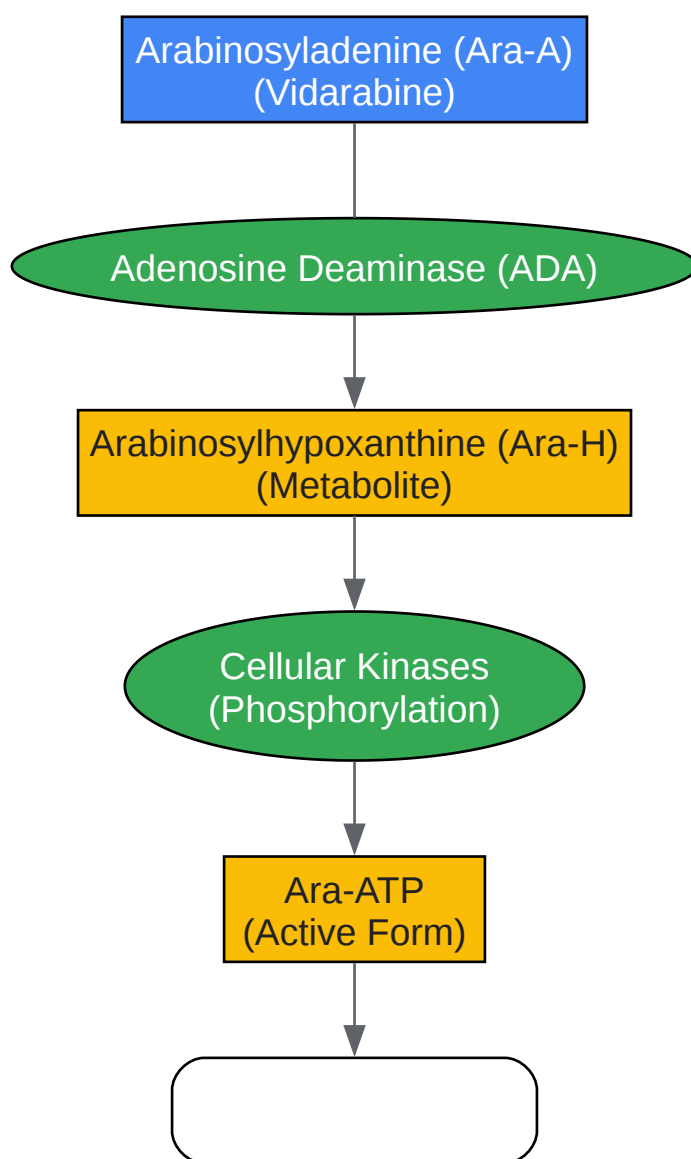 Arabinosyladenine (Ara-A)
(Vidarabine)
Adenosine Deaminase (ADA)
Arabinosylhypoxanthine (Ara-H)
(Metabolite)
Cellular Kinases
(Phosphorylation)
Ara-ATP
(Active Form)